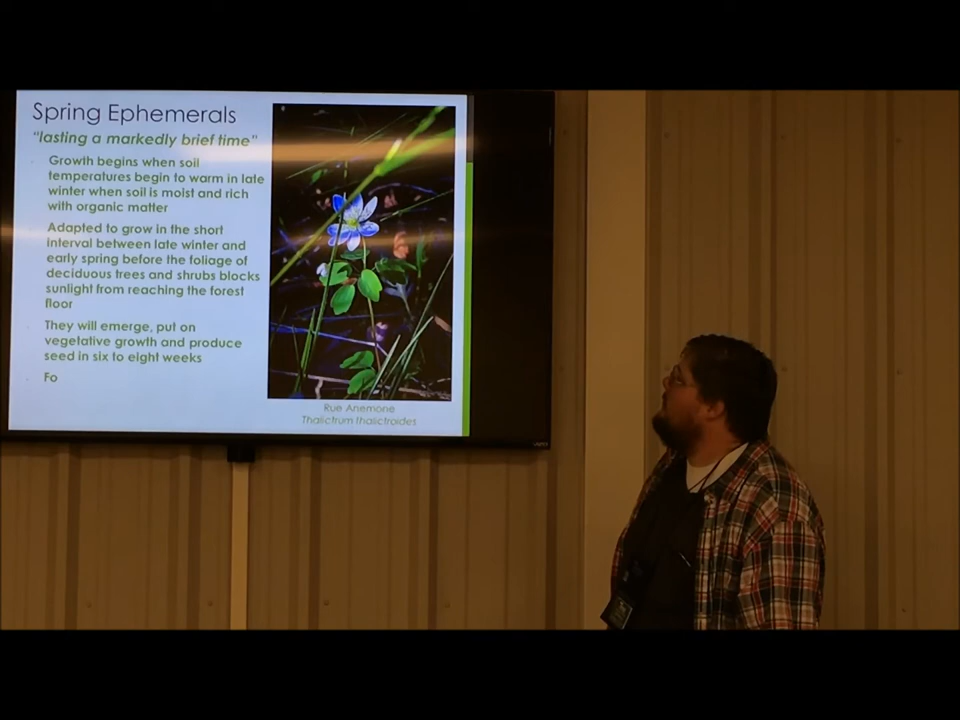 Spring Ephemerals
"lasting a markedly brief time"
Growth begins when soil
temperatures begin to warm in late
winter when soil is moist and rich
with organic matter
Adapted to grow in the short
interval between late winter and
early spring before the foliage of
deciduous trees and shrubs blocks
sunlight from reaching the forest
floor
They will emerge, put on
vegetative growth and produce
seed in six to eight weeks
Fo
Rue Anemone
Thalictrum thalictroides